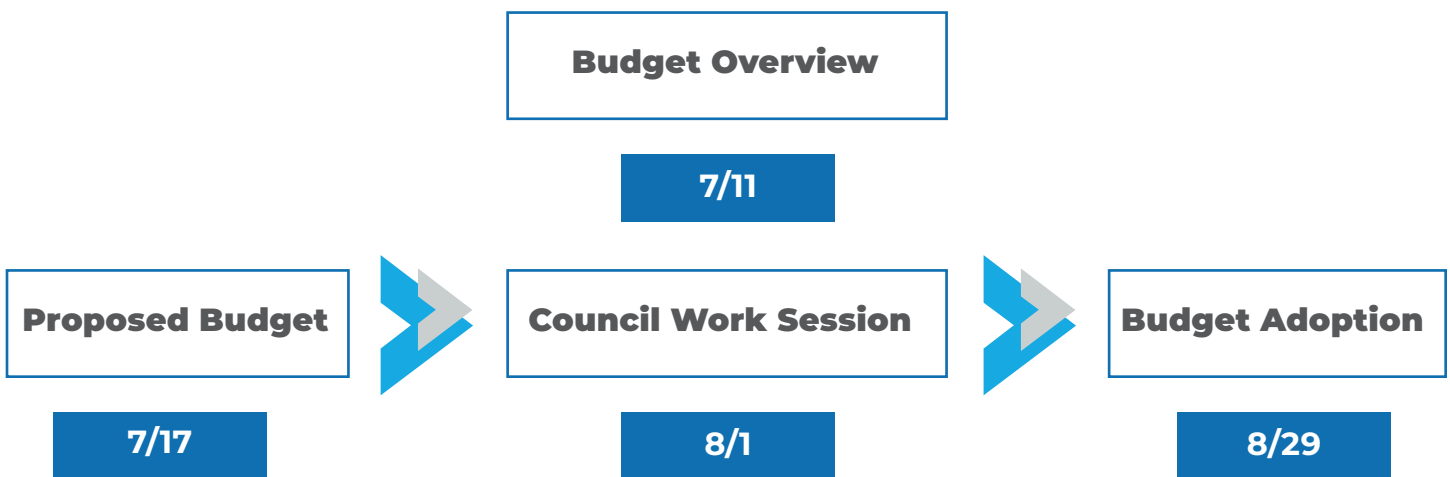 Budget Overview
7/11
Proposed Budget
7/17
Council Work Session
8/1
Budget Adoption
8/29